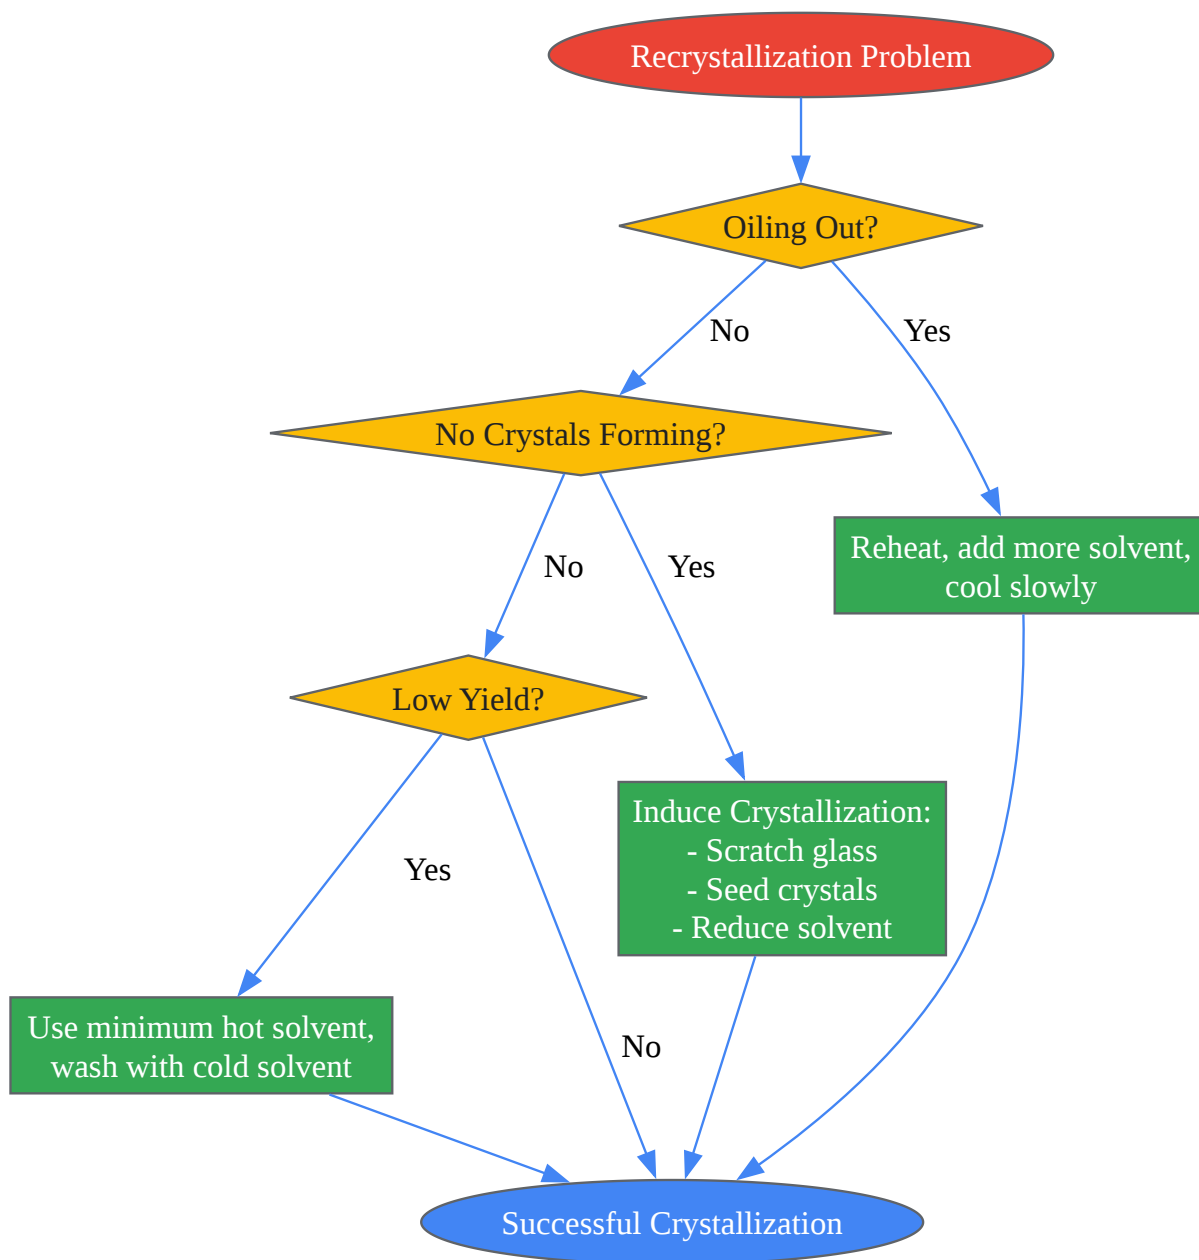 Recrystallization Problem
Oiling Out?
No
Yes
No Crystals Forming?
Reheat, add more solvent,
cool slowly
No
Yes
Low Yield?
Induce Crystallization:
- Scratch glass
- Seed crystals
- Reduce solvent
Yes
Use minimum hot solvent,
wash with cold solvent
No
Successful Crystallization